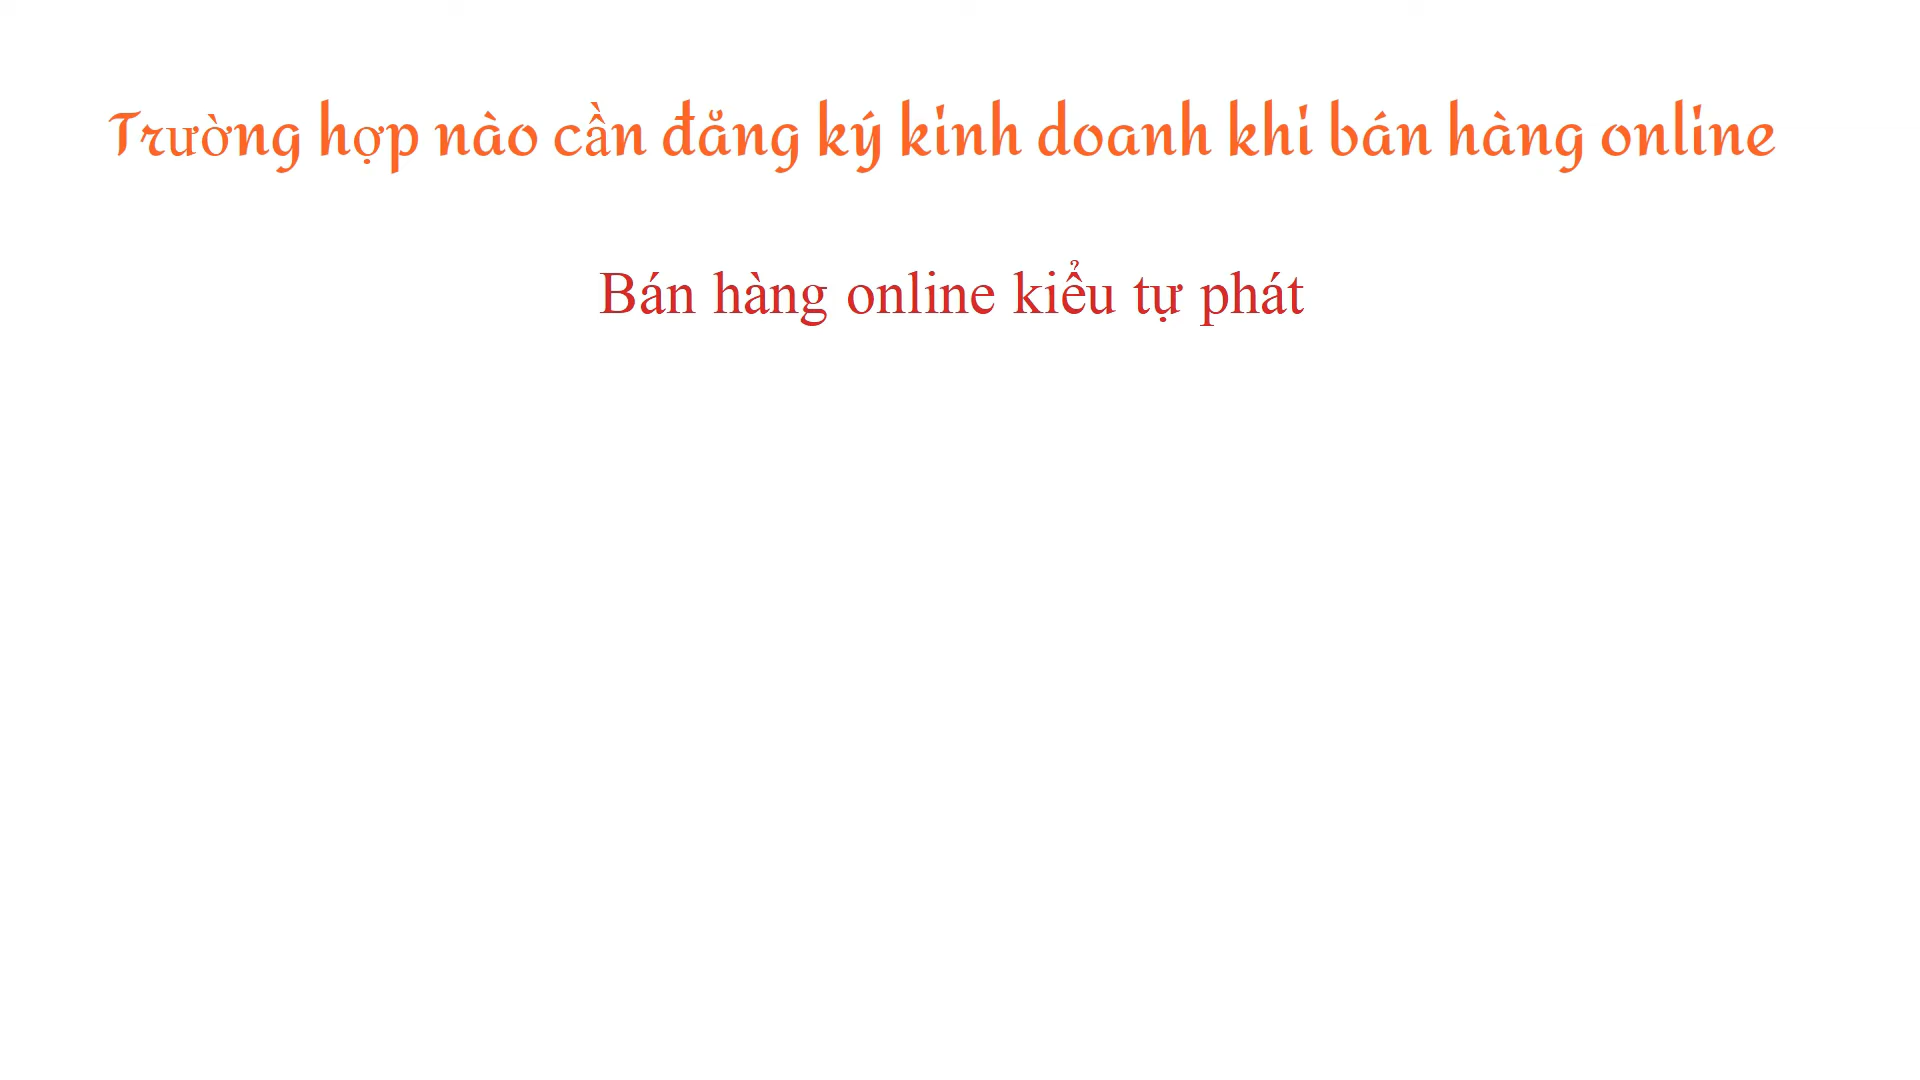 Trường hợp nào cần đăng ký kinh doanh khi bán hàng online
Bán hàng online kiểu tự phát